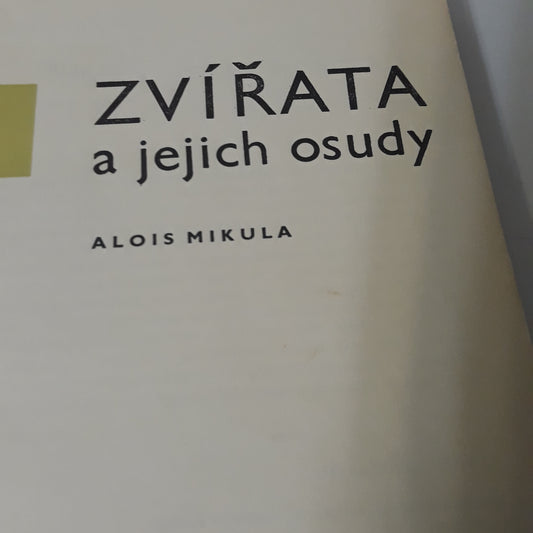 ZVÍŘATA
a jejich osudy
ALOIS MIKULA